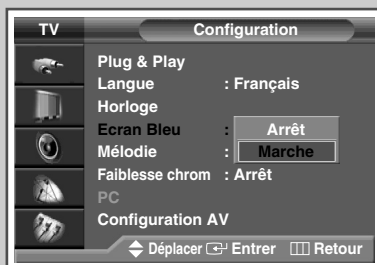 TV Configuration
Plug & Play
Langue : Français
Horloge
Ecran Bleu : Arrêt
Mélodie : Marche
Faiblesse chrom : Arrêt
PC
Configuration AV
Déplacer Entrer Retour